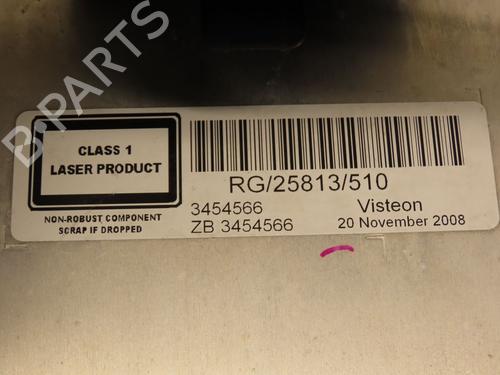 B-PARTS
CLASS 1
LASER PRODUCT
NON-ROBUST COMPONENT
SCRAP IF DROPPED
RG/25813/510
3454566
Visteon
ZB 3454566
20 November 2008